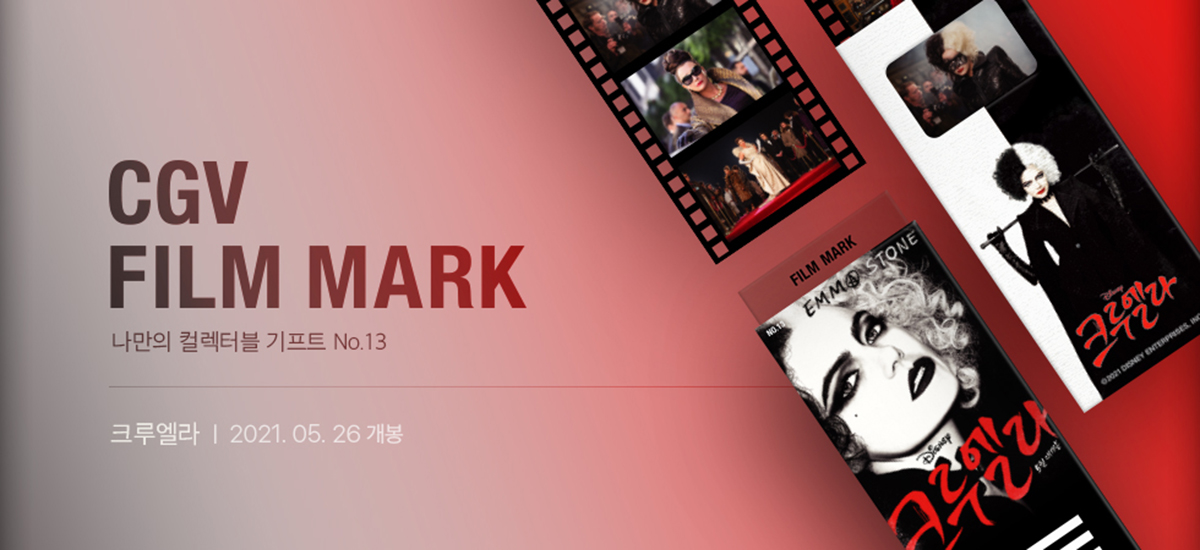 CGV
FILM MARK
나만의 컬렉터블 기프트 No.13
크루엘라 | 2021. 05. 26 개봉
FILM MARK
EMMA STONE
NO.13
Disney
크루엘라
Disney
크루엘라
©2021 DISNEY ENTERPRISES, INC